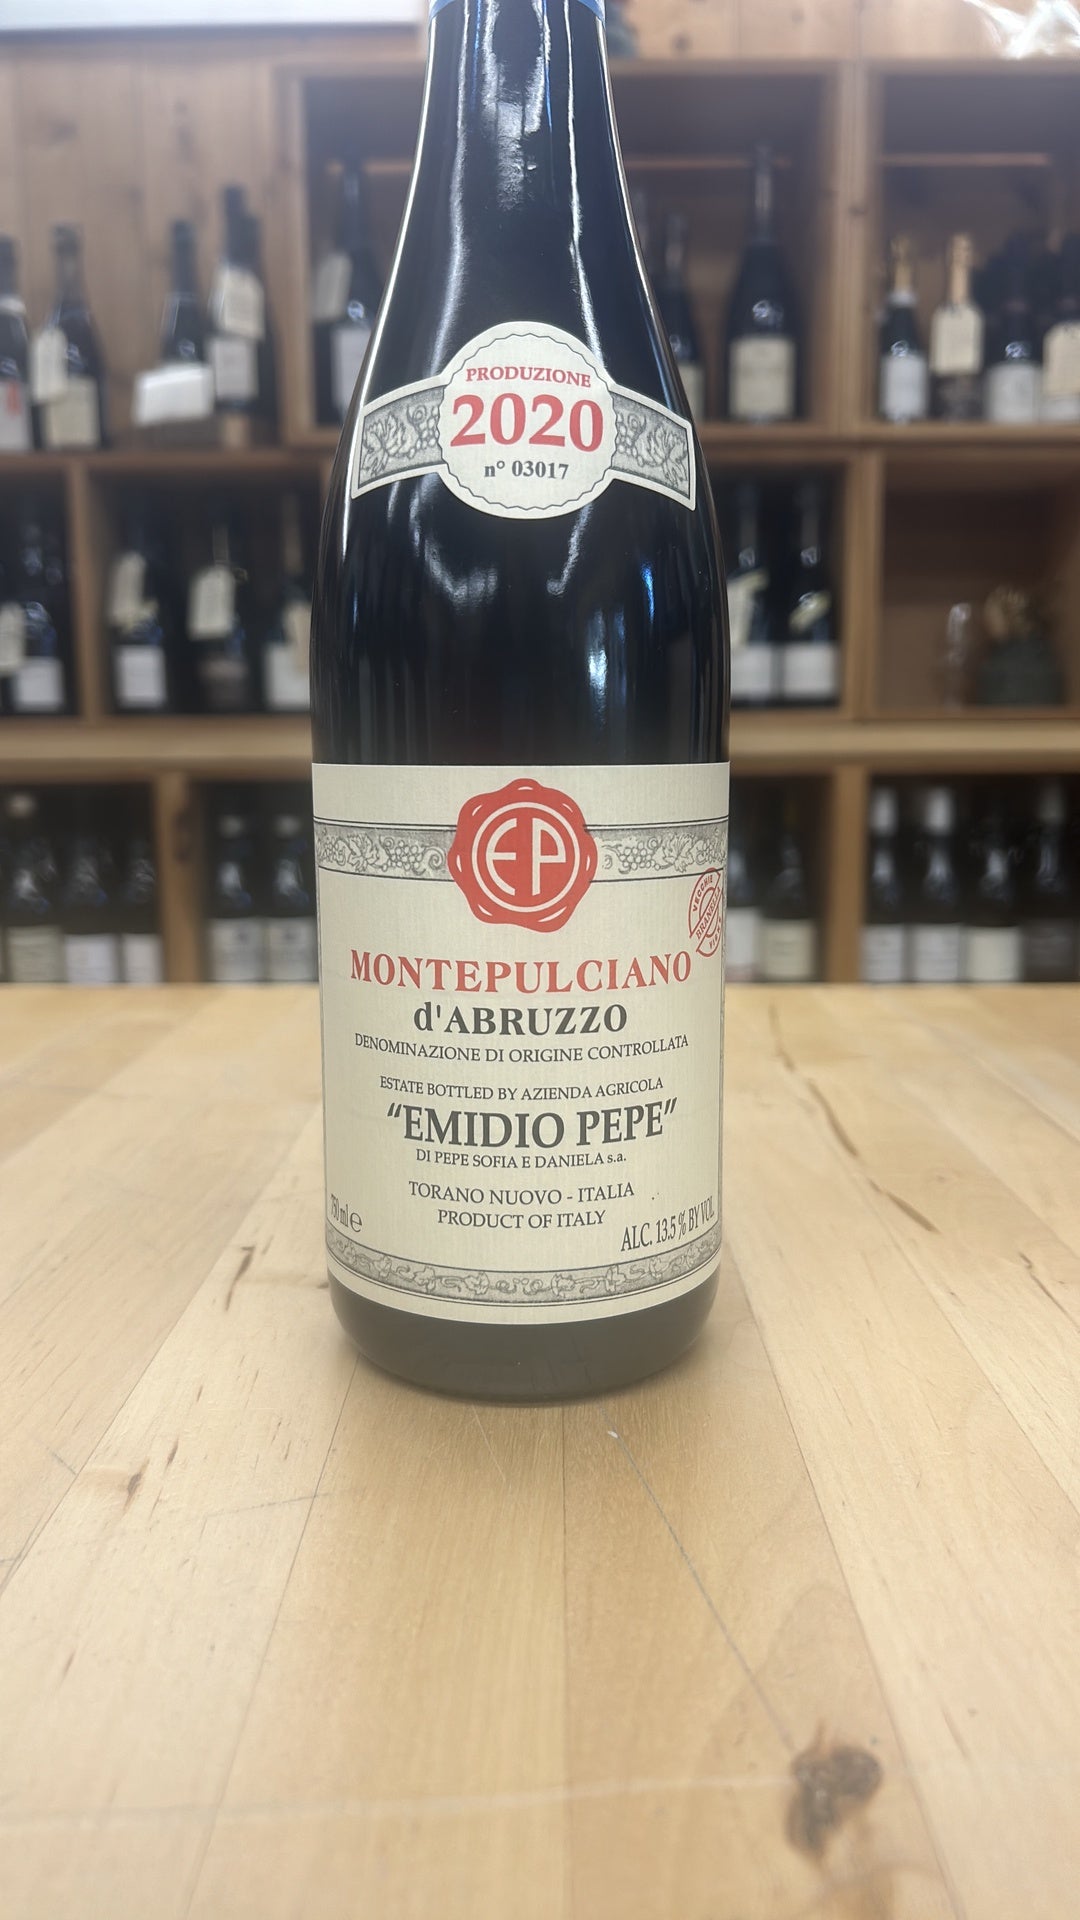 PRODUZIONE
2020
n° 03017
EP
VECCHIE
MONTEPULCIANO
d'ABRUZZO
DENOMINAZIONE DI ORIGINE CONTROLLATA
ESTATE BOTTLED BY AZIENDA AGRICOLA
“EMIDIO PEPE”
DI PEPE SOFIA E DANIELA s.a.
TORANO NUOVO - ITALIA
PRODUCT OF ITALY
750 ml e
ALC. 13.5 % BY VOL.